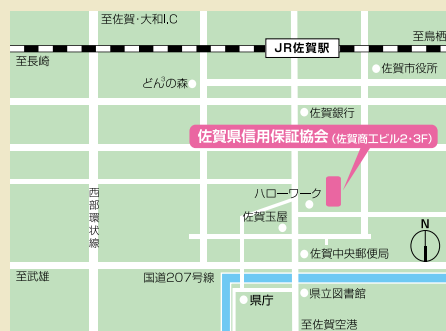 至佐賀・大和I.C
JR佐賀駅
至鳥栖
至長崎
佐賀市役所
どん3の森
佐賀銀行
佐賀県信用保証協会(佐賀商工ビル2・3F)
西部環状線
ハローワーク
佐賀玉屋
N
佐賀中央郵便局
至武雄
国道207号線
県庁
県立図書館
至佐賀空港